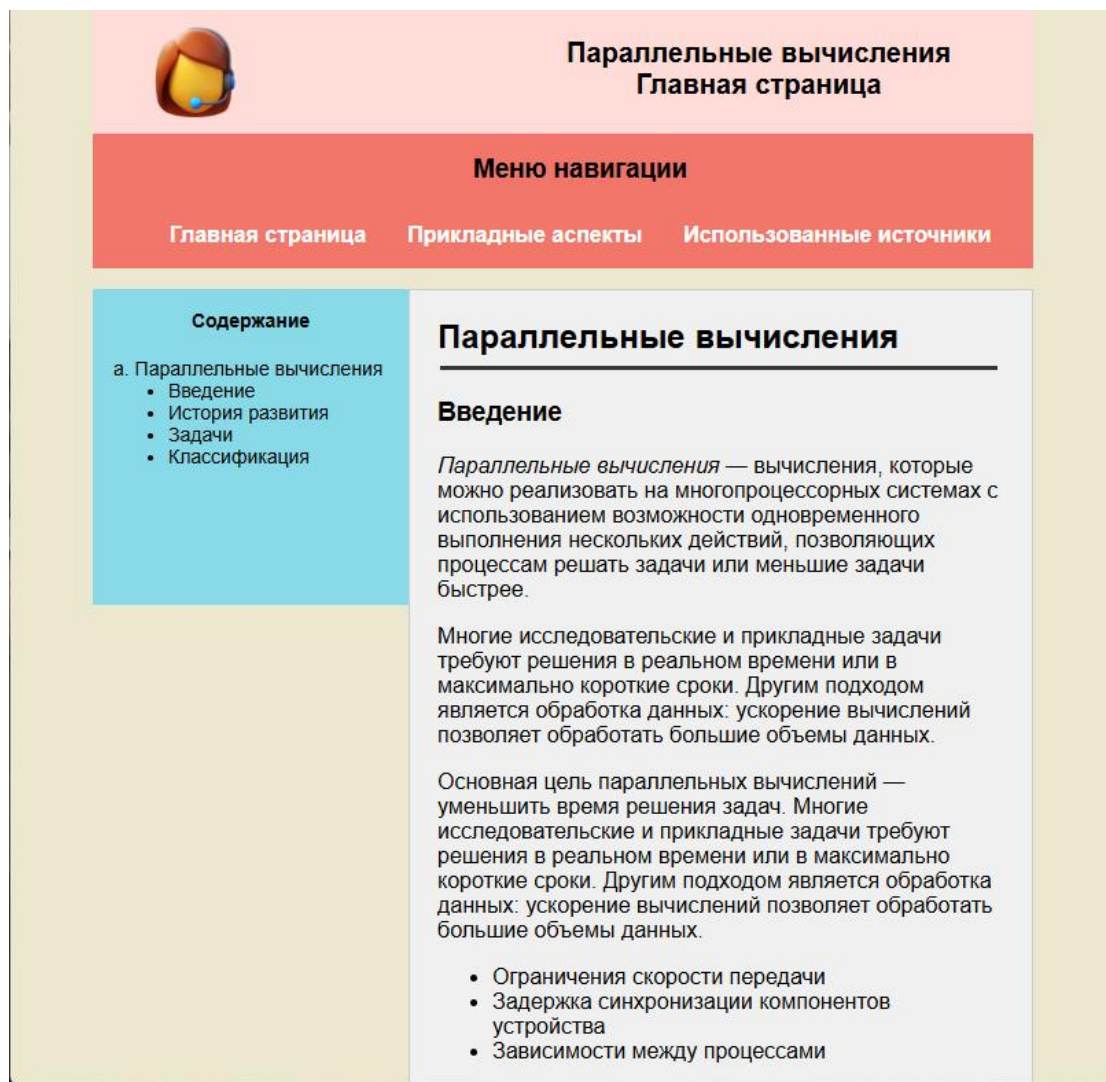 Параллельные вычисления
Главная страница
Меню навигации
Главная страница Прикладные аспекты Использованные источники
Содержание
a. Параллельные вычисления
• Введение
• История развития
• Задачи
• Классификация
Параллельные вычисления
Введение
Параллельные вычисления — вычисления, которые
можно реализовать на многопроцессорных системах с
использованием возможности одновременного
выполнения нескольких действий, позволяющих
процессам решать задачи или меньшие задачи
быстрее.
Многие исследовательские и прикладные задачи
требуют решения в реальном времени или в
максимально короткие сроки. Другим подходом
является обработка данных: ускорение вычислений
позволяет обработать большие объемы данных.
Основная цель параллельных вычислений —
уменьшить время решения задач. Многие
исследовательские и прикладные задачи требуют
решения в реальном времени или в максимально
короткие сроки. Другим подходом является обработка
данных: ускорение вычислений позволяет обработать
большие объемы данных.
• Ограничения скорости передачи
• Задержка синхронизации компонентов
устройства
• Зависимости между процессами